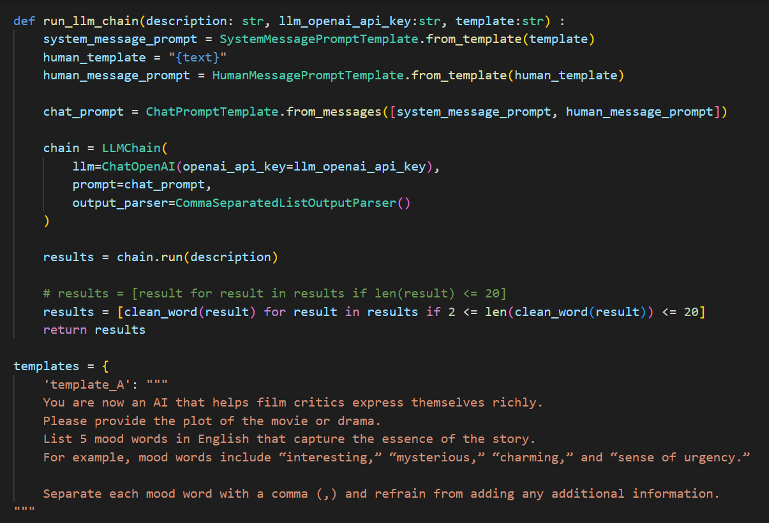 def run_llm_chain(description: str, llm_openai_api_key:str, template:str) :
system_message_prompt = SystemMessagePromptTemplate.from_template(template)
human_template = "{text}"
human_message_prompt = HumanMessagePromptTemplate.from_template(human_template)
chat_prompt = ChatPromptTemplate.from_messages([system_message_prompt, human_message_prompt])
chain = LLMChain(
llm=ChatOpenAI(openai_api_key=llm_openai_api_key),
prompt=chat_prompt,
output_parser=CommaSeparatedListOutputParser()
)
results = chain.run(description)
# results = [result for result in results if len(result) <= 20]
results = [clean_word(result) for result in results if 2 <= len(clean_word(result)) <= 20]
return results
templates = {
'template_A': """
You are now an AI that helps film critics express themselves richly.
Please provide the plot of the movie or drama.
List 5 mood words in English that capture the essence of the story.
For example, mood words include “interesting,” “mysterious,” “charming,” and “sense of urgency.”
Separate each mood word with a comma (,) and refrain from adding any additional information.
"""